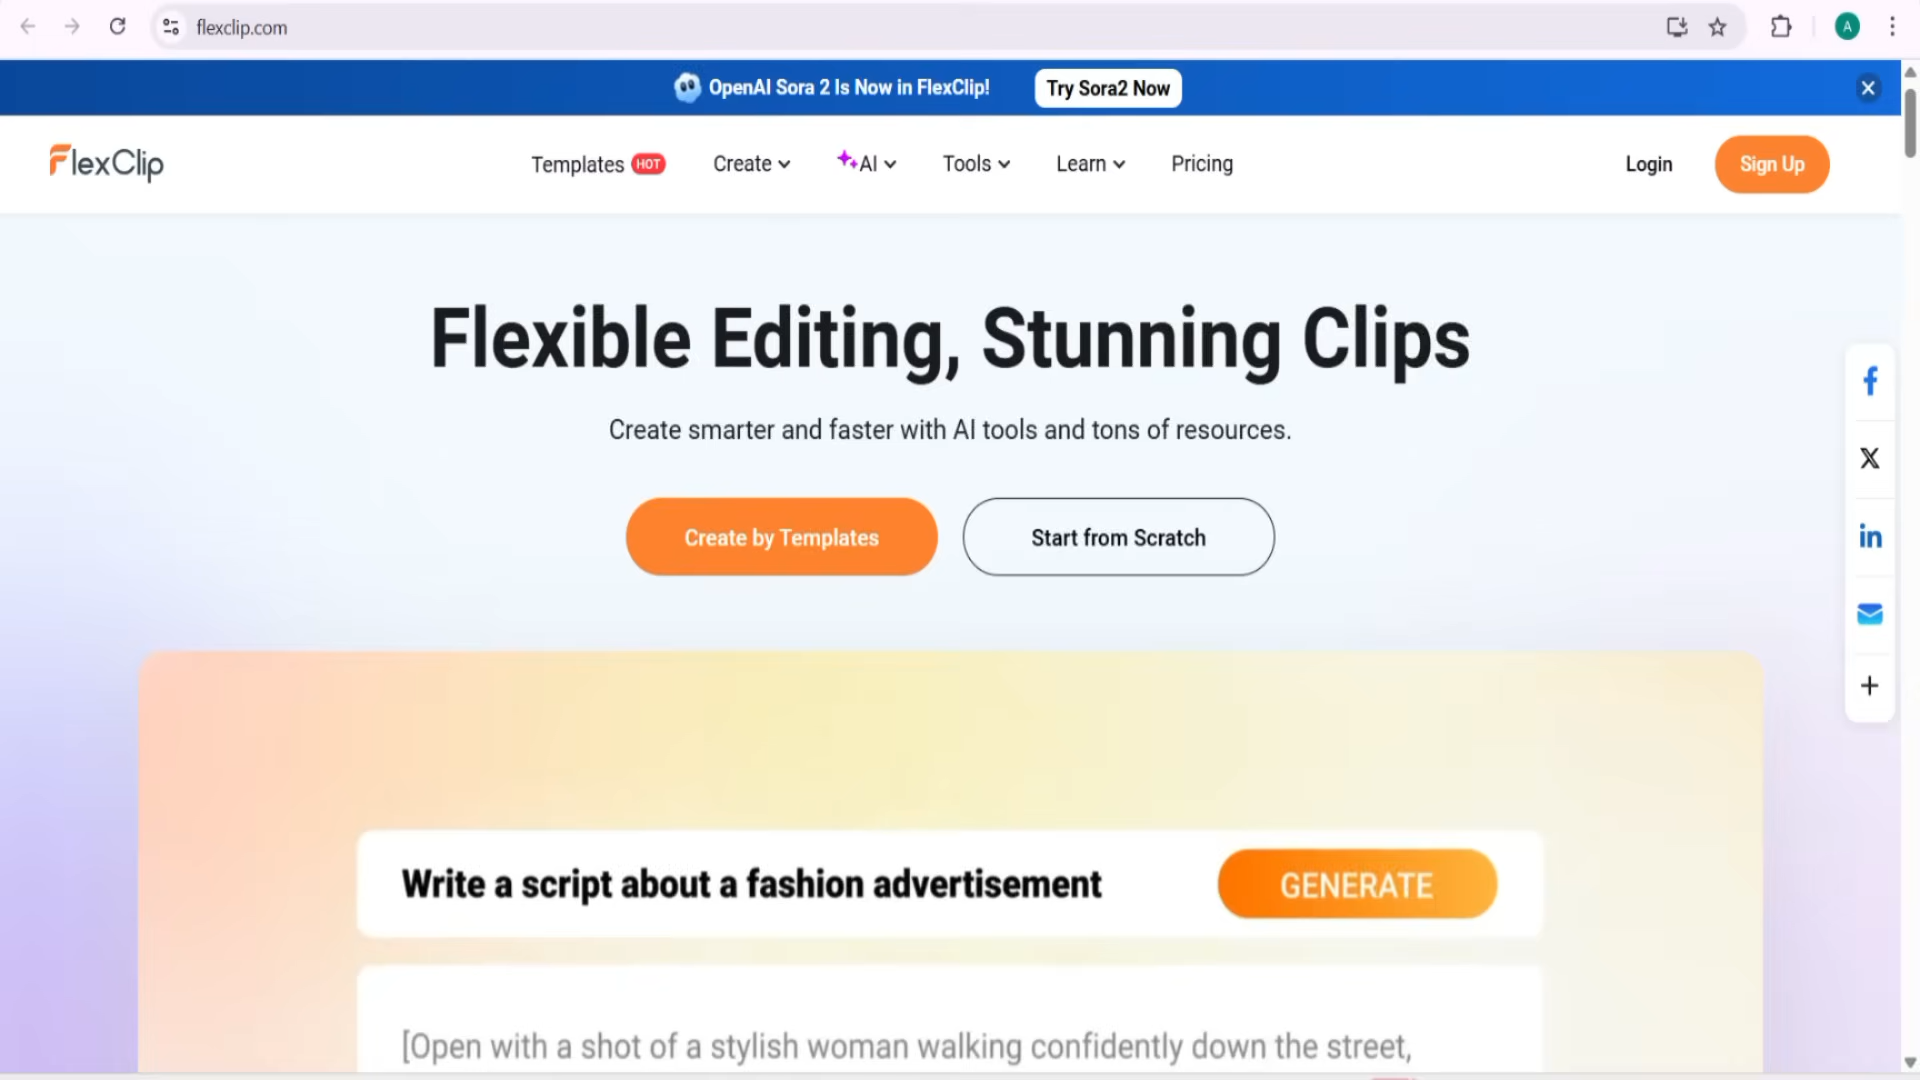 flexclip.com
A
OpenAI Sora 2 Is Now in FlexClip!
Try Sora2 Now
FlexClip
Templates HOT
Create
AI
Tools
Learn
Pricing
Login
Sign Up
Flexible Editing, Stunning Clips
Create smarter and faster with AI tools and tons of resources.
Create by Templates
Start from Scratch
Write a script about a fashion advertisement
GENERATE
[Open with a shot of a stylish woman walking confidently down the street,